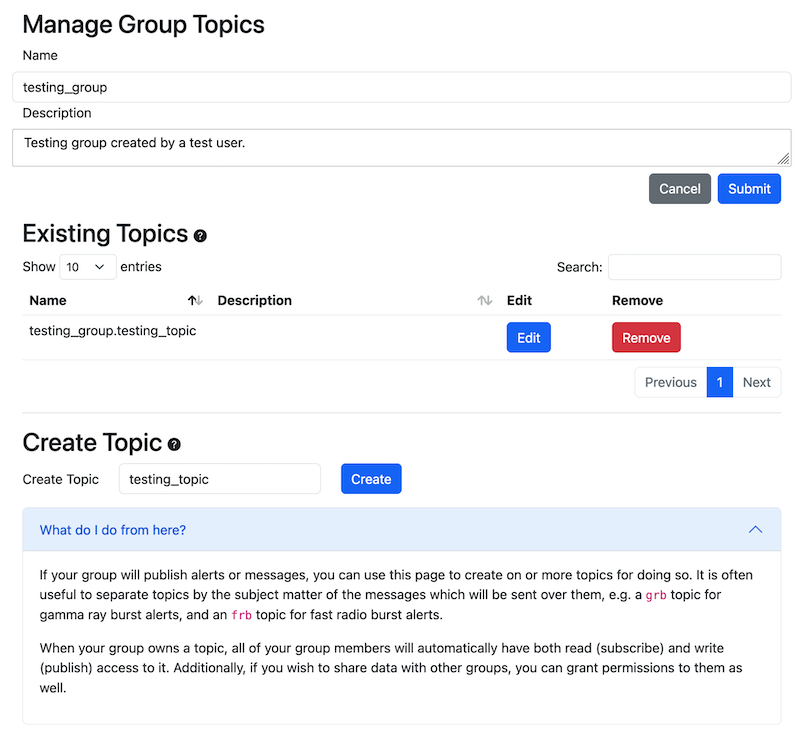 Manage Group Topics
Name
testing_group
Description
Testing group created by a test user.
Cancel Submit
Existing Topics ?
Show 10 entries Search:
Name Description Edit Remove
testing_group.testing_topic Edit Remove
Previous 1 Next
Create Topic ?
Create Topic testing_topic Create
What do I do from here?
If your group will publish alerts or messages, you can use this page to create on or more topics for doing so. It is often
useful to separate topics by the subject matter of the messages which will be sent over them, e.g. a grb topic for
gamma ray burst alerts, and an frb topic for fast radio burst alerts.
When your group owns a topic, all of your group members will automatically have both read (subscribe) and write
(publish) access to it. Additionally, if you wish to share data with other groups, you can grant permissions to them as
well.